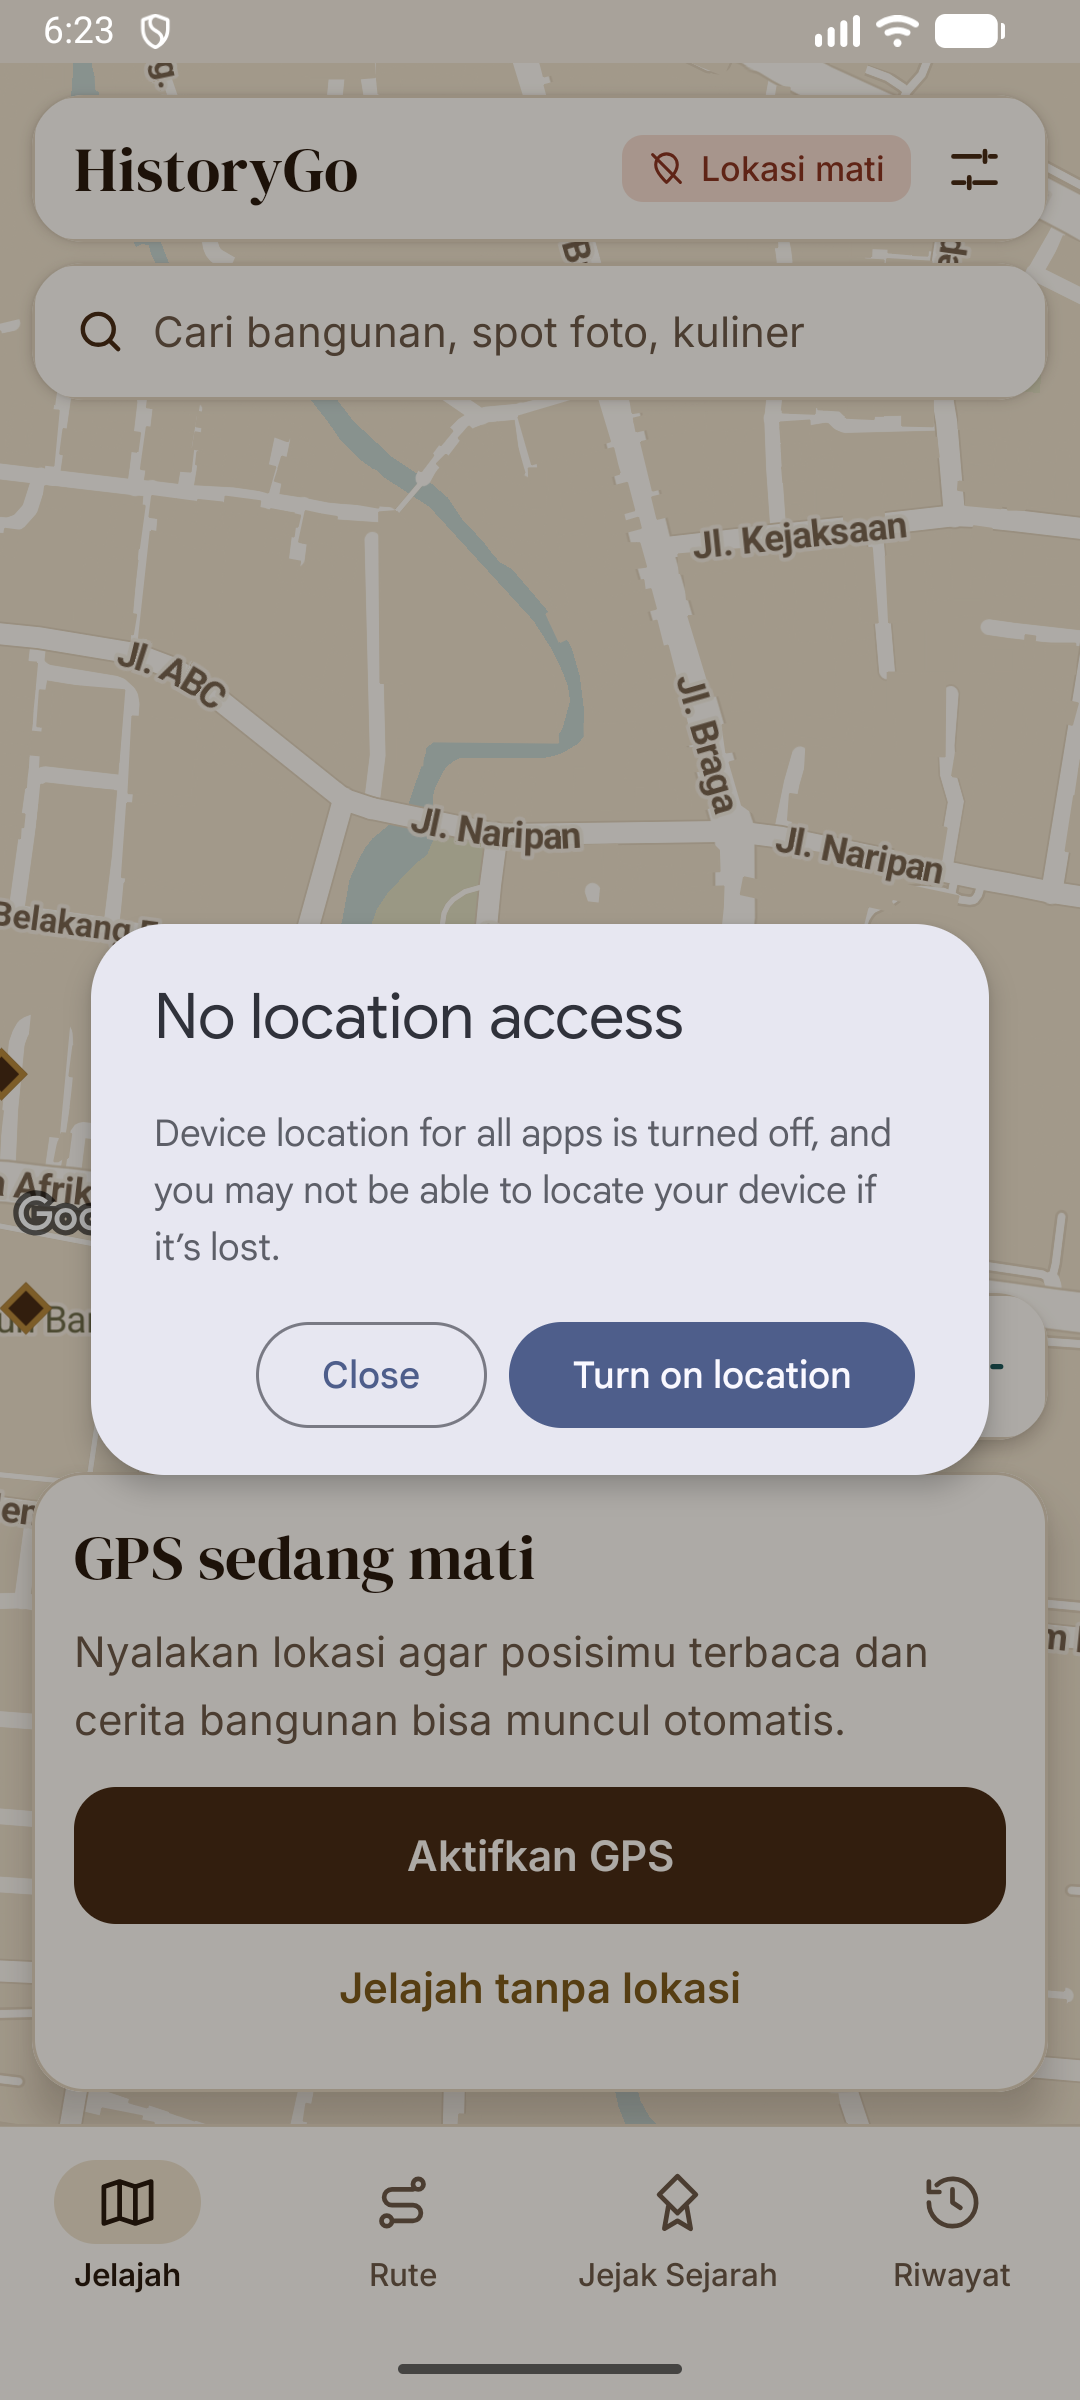 6:23
g.
HistoryGo
Lokasi mati
Cari bangunan, spot foto, kuliner
Jl. Kejaksaan
Jl. ABC
Jl. Braga
Jl. Naripan
Jl. Naripan
Belakang
No location access
Device location for all apps is turned off, and
you may not be able to locate your device if
it’s lost.
Close
Turn on location
GPS sedang mati
Nyalakan lokasi agar posisimu terbaca dan
cerita bangunan bisa muncul otomatis.
Aktifkan GPS
Jelajah tanpa lokasi
Jelajah
Rute
Jejak Sejarah
Riwayat